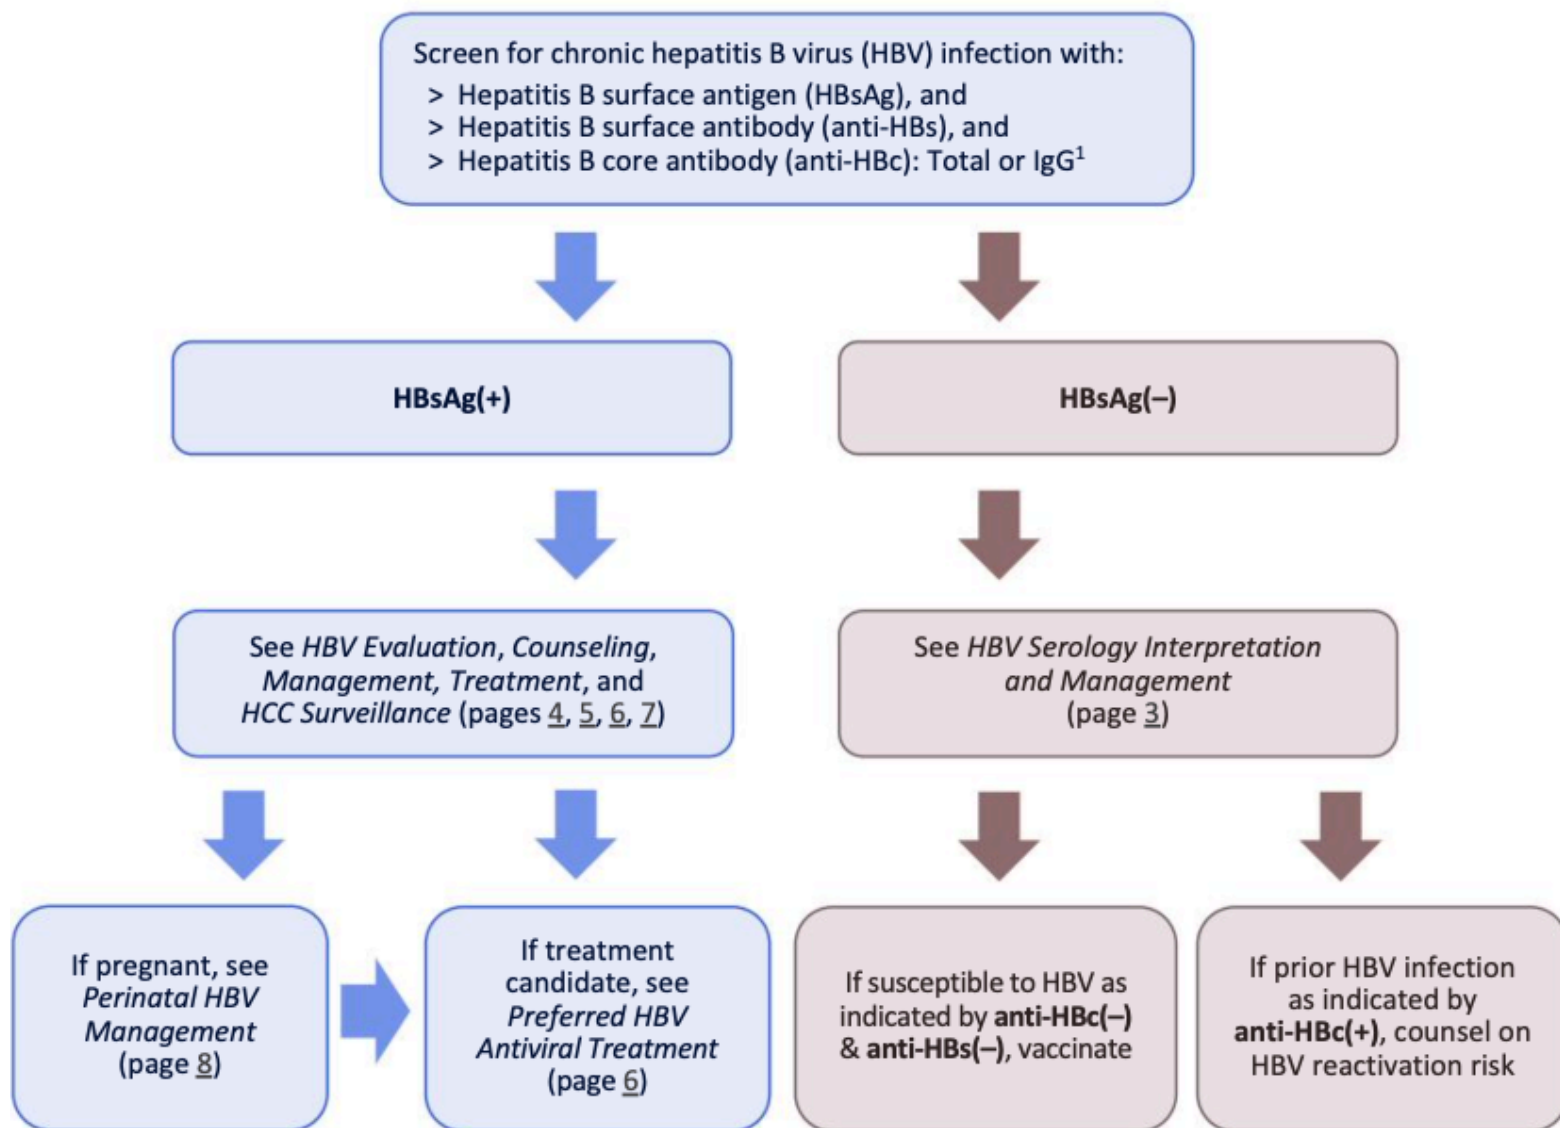 Screen for chronic hepatitis B virus (HBV) infection with:
> Hepatitis B surface antigen (HBsAg), and
> Hepatitis B surface antibody (anti-HBs), and
> Hepatitis B core antibody (anti-HBc): Total or IgG¹
HBsAg(+)
HBsAg(–)
See HBV Evaluation, Counseling,
Management, Treatment, and
HCC Surveillance (pages 4, 5, 6, 7)
See HBV Serology Interpretation
and Management
(page 3)
If pregnant, see
Perinatal HBV
Management
(page 8)
If treatment
candidate, see
Preferred HBV
Antiviral Treatment
(page 6)
If susceptible to HBV as
indicated by anti-HBc(–)
& anti-HBs(–), vaccinate
If prior HBV infection
as indicated by
anti-HBc(+), counsel on
HBV reactivation risk